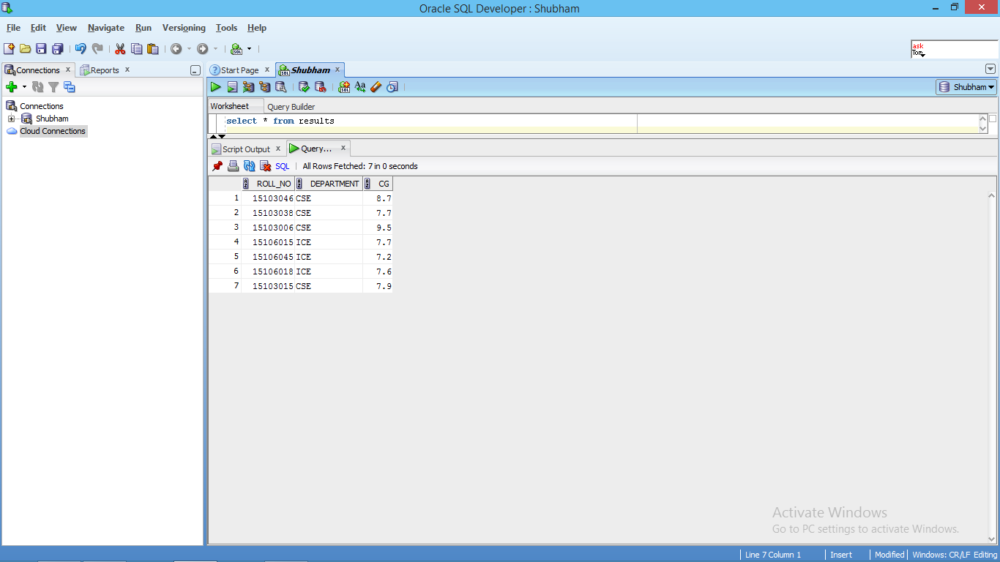 Oracle SQL Developer : Shubham
File Edit View Navigate Run Versioning Tools Help
ask
Tom
Connections x Reports x
Start Page x Shubham x
Shubham
Connections
Shubham
Cloud Connections
Worksheet Query Builder
select * from results
Script Output x Query... x
SQL All Rows Fetched: 7 in 0 seconds
ROLL_NO DEPARTMENT CG
1 15103046 CSE 8.7
2 15103038 CSE 7.7
3 15103006 CSE 9.5
4 15106015 ICE 7.7
5 15106045 ICE 7.2
6 15106018 ICE 7.6
7 15103015 CSE 7.9
Activate Windows
Go to PC settings to activate Windows.
Line 7 Column 1 Insert Modified Windows: CR/LF Editing